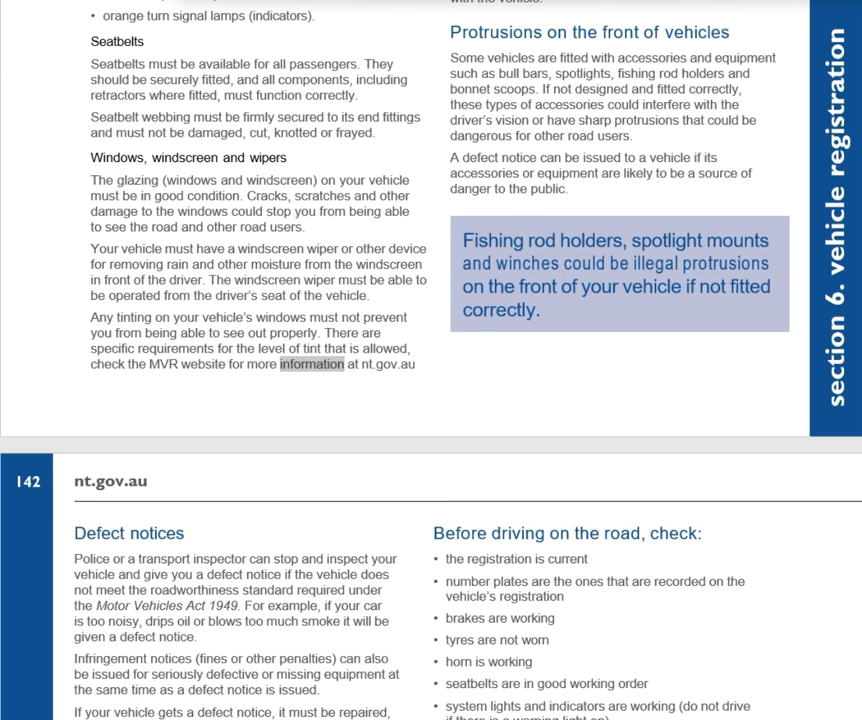 • orange turn signal lamps (indicators).
Seatbelts
Seatbelts must be available for all passengers. They
should be securely fitted, and all components, including
retractors where fitted, must function correctly.
Seatbelt webbing must be firmly secured to its end fittings
and must not be damaged, cut, knotted or frayed.
Windows, windscreen and wipers
The glazing (windows and windscreen) on your vehicle
must be in good condition. Cracks, scratches and other
damage to the windows could stop you from being able
to see the road and other road users.
Your vehicle must have a windscreen wiper or other device
for removing rain and other moisture from the windscreen
in front of the driver. The windscreen wiper must be able to
be operated from the driver's seat of the vehicle.
Any tinting on your vehicle's windows must not prevent
you from being able to see out properly. There are
specific requirements for the level of tint that is allowed,
check the MVR website for more information at nt.gov.au
with the vehicle.
Protrusions on the front of vehicles
Some vehicles are fitted with accessories and equipment
such as bull bars, spotlights, fishing rod holders and
bonnet scoops. If not designed and fitted correctly,
these types of accessories could interfere with the
driver's vision or have sharp protrusions that could be
dangerous for other road users.
A defect notice can be issued to a vehicle if its
accessories or equipment are likely to be a source of
danger to the public.
Fishing rod holders, spotlight mounts
and winches could be illegal protrusions
on the front of your vehicle if not fitted
correctly.
section 6. vehicle registration
142
nt.gov.au
Defect notices
Police or a transport inspector can stop and inspect your
vehicle and give you a defect notice if the vehicle does
not meet the roadworthiness standard required under
the Motor Vehicles Act 1949. For example, if your car
is too noisy, drips oil or blows too much smoke it will be
given a defect notice.
Infringement notices (fines or other penalties) can also
be issued for seriously defective or missing equipment at
the same time as a defect notice is issued.
If your vehicle gets a defect notice, it must be repaired,
Before driving on the road, check:
• the registration is current
• number plates are the ones that are recorded on the
vehicle's registration
• brakes are working
• tyres are not worn
• horn is working
• seatbelts are in good working order
• system lights and indicators are working (do not drive
if there is a warning light on)